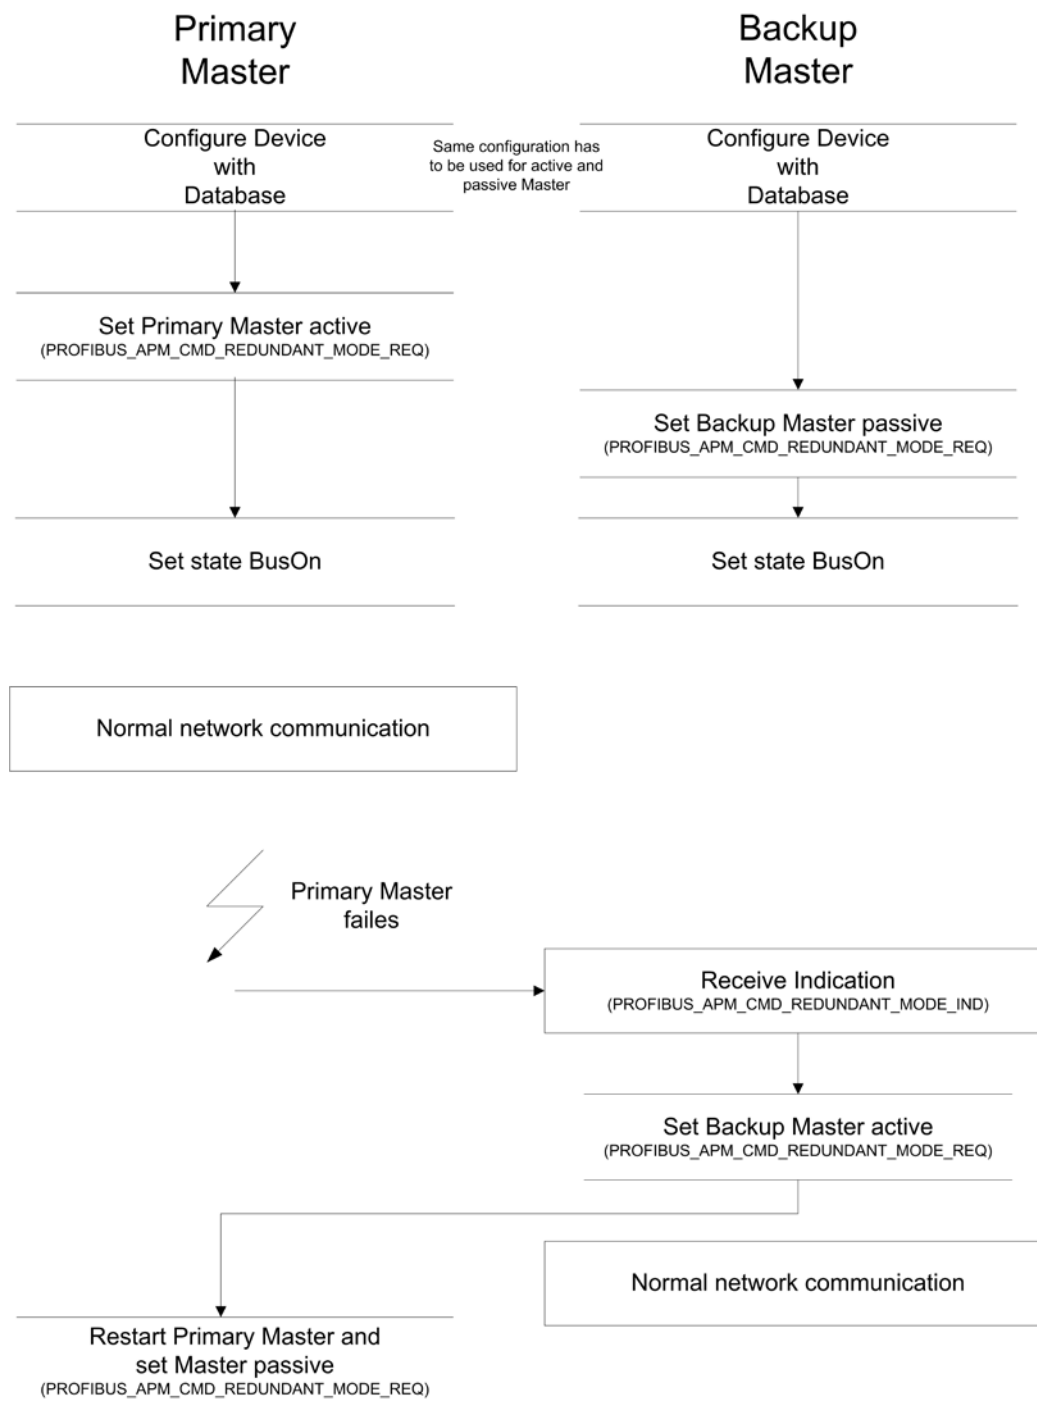 Primary
Master
Backup
Master
Configure Device
with
Database
Same configuration has
to be used for active and
passive Master
Configure Device
with
Database
Set Primary Master active
(PROFIBUS_APM_CMD_REDUNDANT_MODE_REQ)
Set Backup Master passive
(PROFIBUS_APM_CMD_REDUNDANT_MODE_REQ)
Set state BusOn
Set state BusOn
Normal network communication
Primary Master
failes
Receive Indication
(PROFIBUS_APM_CMD_REDUNDANT_MODE_IND)
Set Backup Master active
(PROFIBUS_APM_CMD_REDUNDANT_MODE_REQ)
Normal network communication
Restart Primary Master and
set Master passive
(PROFIBUS_APM_CMD_REDUNDANT_MODE_REQ)